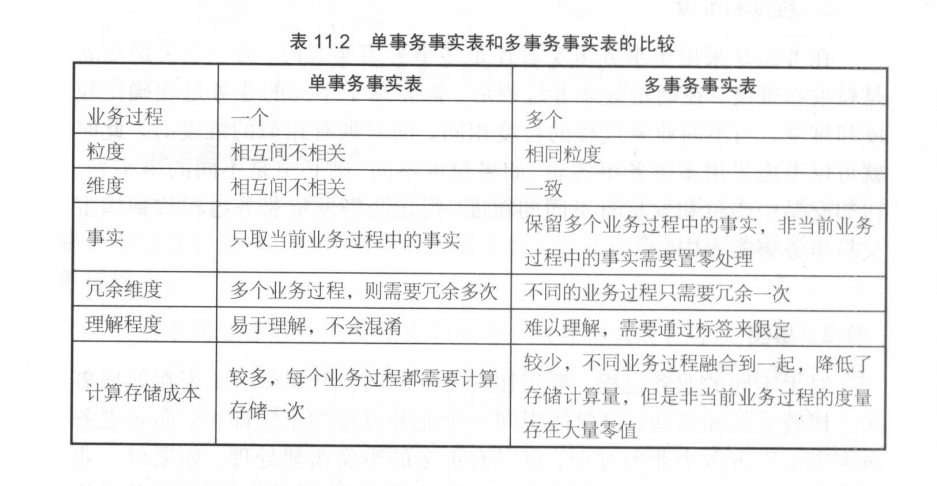 表 11.2 单事务事实表和多事务事实表的比较
单事务事实表 多事务事实表
业务过程 一个 多个
粒度 相互间不相关 相同粒度
维度 相互间不相关 一致
事实 只取当前业务过程中的事实 保留多个业务过程中的事实，非当前业务
过程中的事实需要置零处理
冗余维度 多个业务过程，则需要冗余多次 不同的业务过程只需要冗余一次
理解程度 易于理解，不会混淆 难以理解，需要通过标签来限定
计算存储成本 较多，每个业务过程都需要计算
存储一次 较少，不同业务过程融合到一起，降低了
存储计算量，但是非当前业务过程的度量
存在大量零值